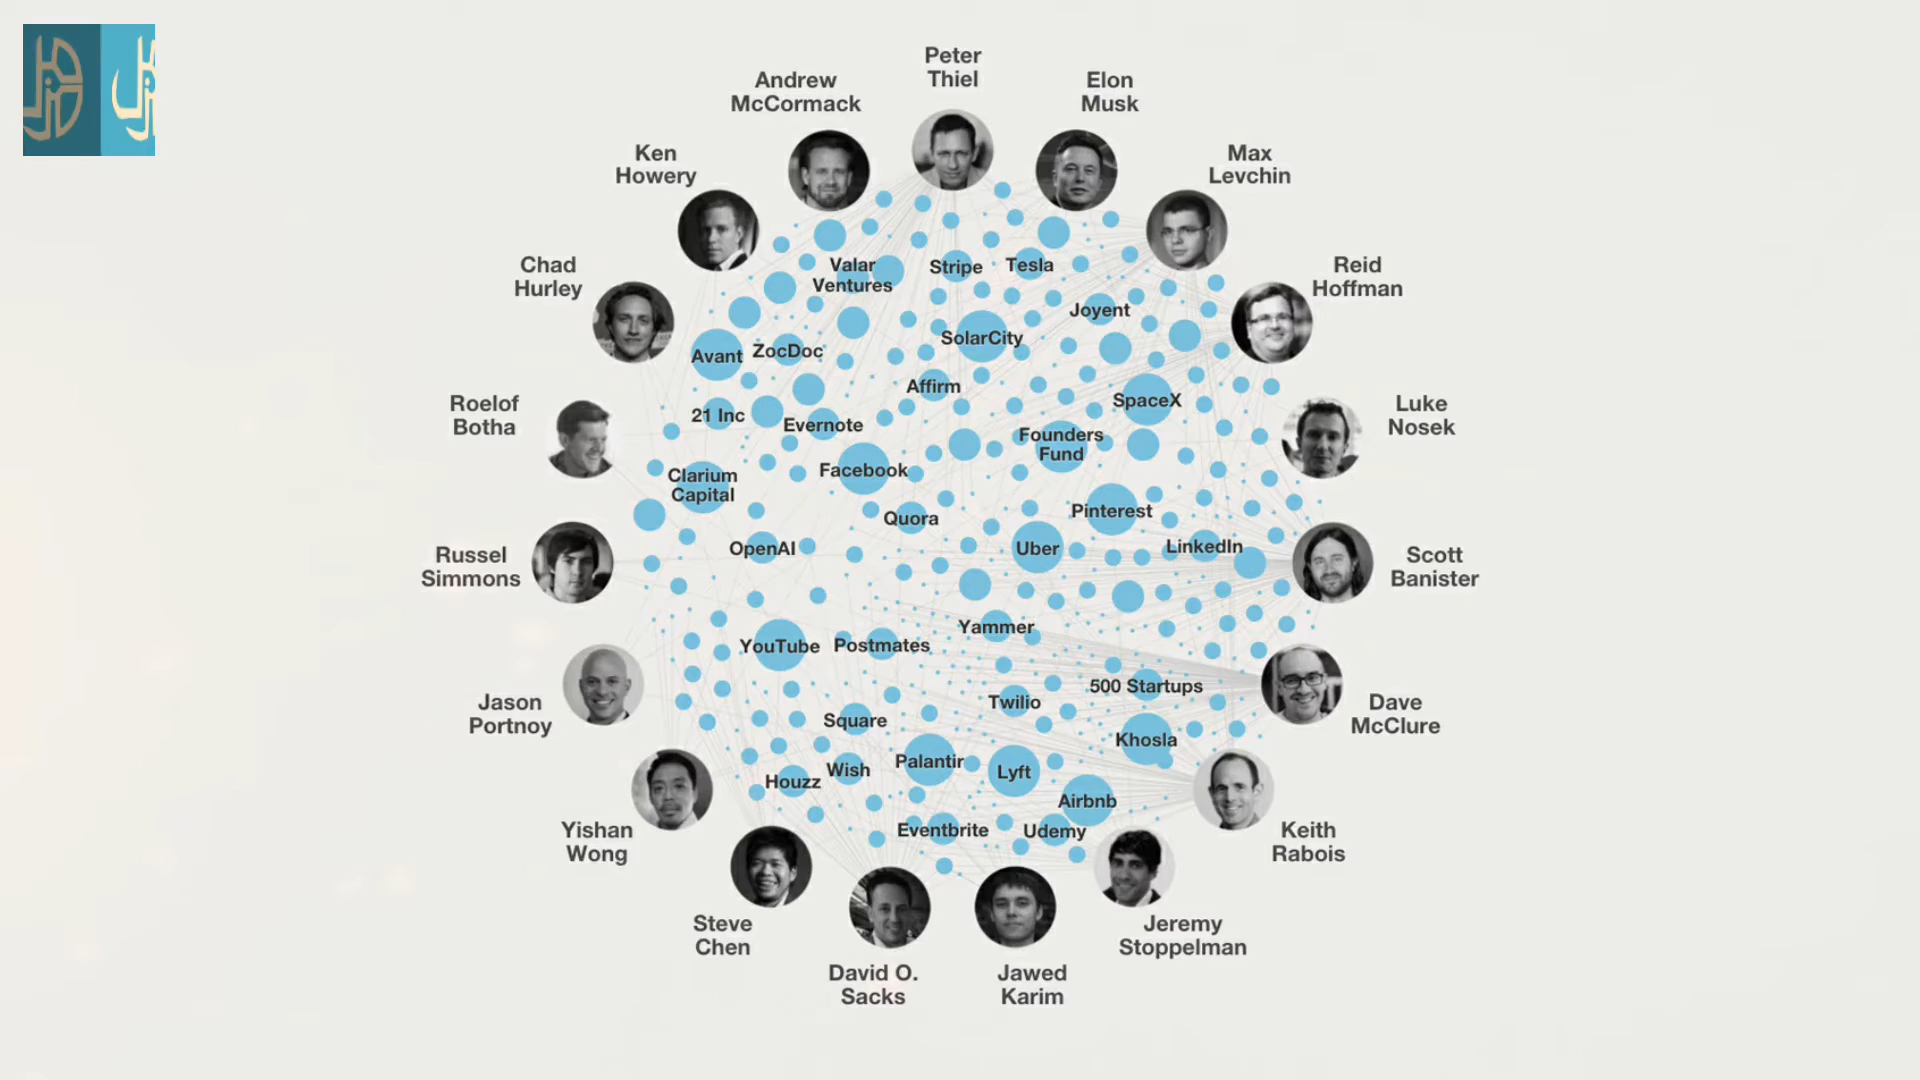 Peter
Thiel
Andrew
McCormack
Elon
Musk
Ken
Howery
Max
Levchin
Chad
Hurley
Reid
Hoffman
Roelof
Botha
Luke
Nosek
Russel
Simmons
Scott
Banister
Jason
Portnoy
Dave
McClure
Yishan
Wong
Keith
Rabois
Steve
Chen
Jeremy
Stoppelman
David O.
Sacks
Jawed
Karim
Valar
Ventures
Stripe
Tesla
Joyent
SolarCity
Avant
ZocDoc
Affirm
SpaceX
21 Inc
Evernote
Founders
Fund
Facebook
Clarium
Capital
Pinterest
Quora
OpenAI
Uber
LinkedIn
Yammer
YouTube
Postmates
500 Startups
Twilio
Square
Khosla
Palantir
Lyft
Wish
Houzz
Airbnb
Eventbrite
Udemy